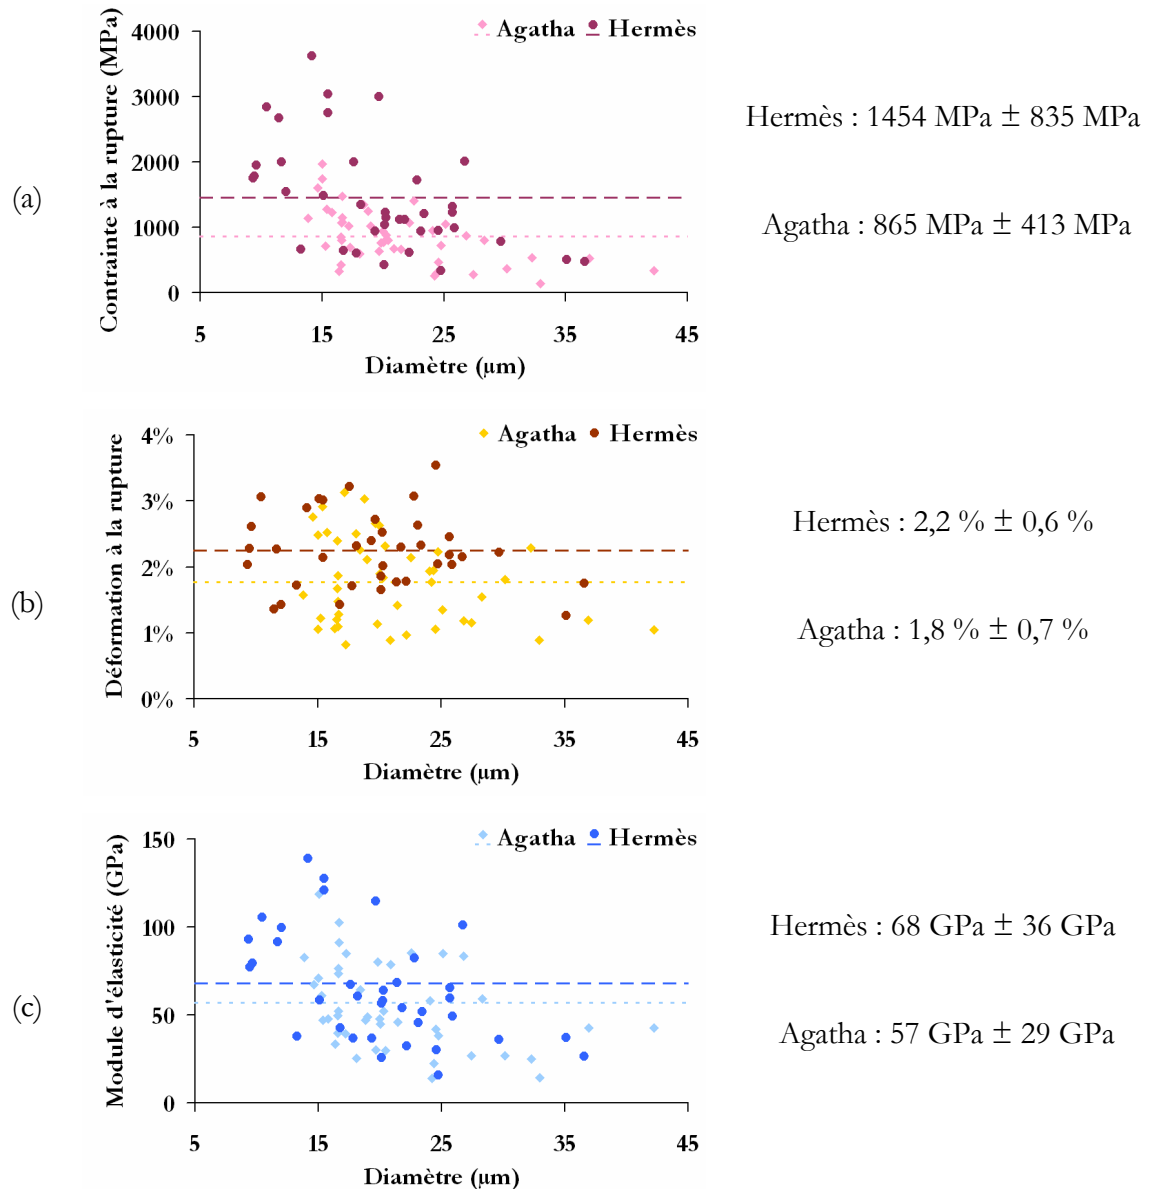 (a)
Contrainte à la rupture (MPa)
4000
3000
2000
1000
0
Agatha Hermès
5 15 25 35 45
Diamètre (µm)
Hermès : 1454 MPa ± 835 MPa
Agatha : 865 MPa ± 413 MPa
(b)
Déformation à la rupture
4%
3%
2%
1%
0%
Agatha Hermès
5 15 25 35 45
Diamètre (µm)
Hermès : 2,2 % ± 0,6 %
Agatha : 1,8 % ± 0,7 %
(c)
Module d'élasticité (GPa)
150
100
50
0
Agatha Hermès
5 15 25 35 45
Diamètre (µm)
Hermès : 68 GPa ± 36 GPa
Agatha : 57 GPa ± 29 GPa